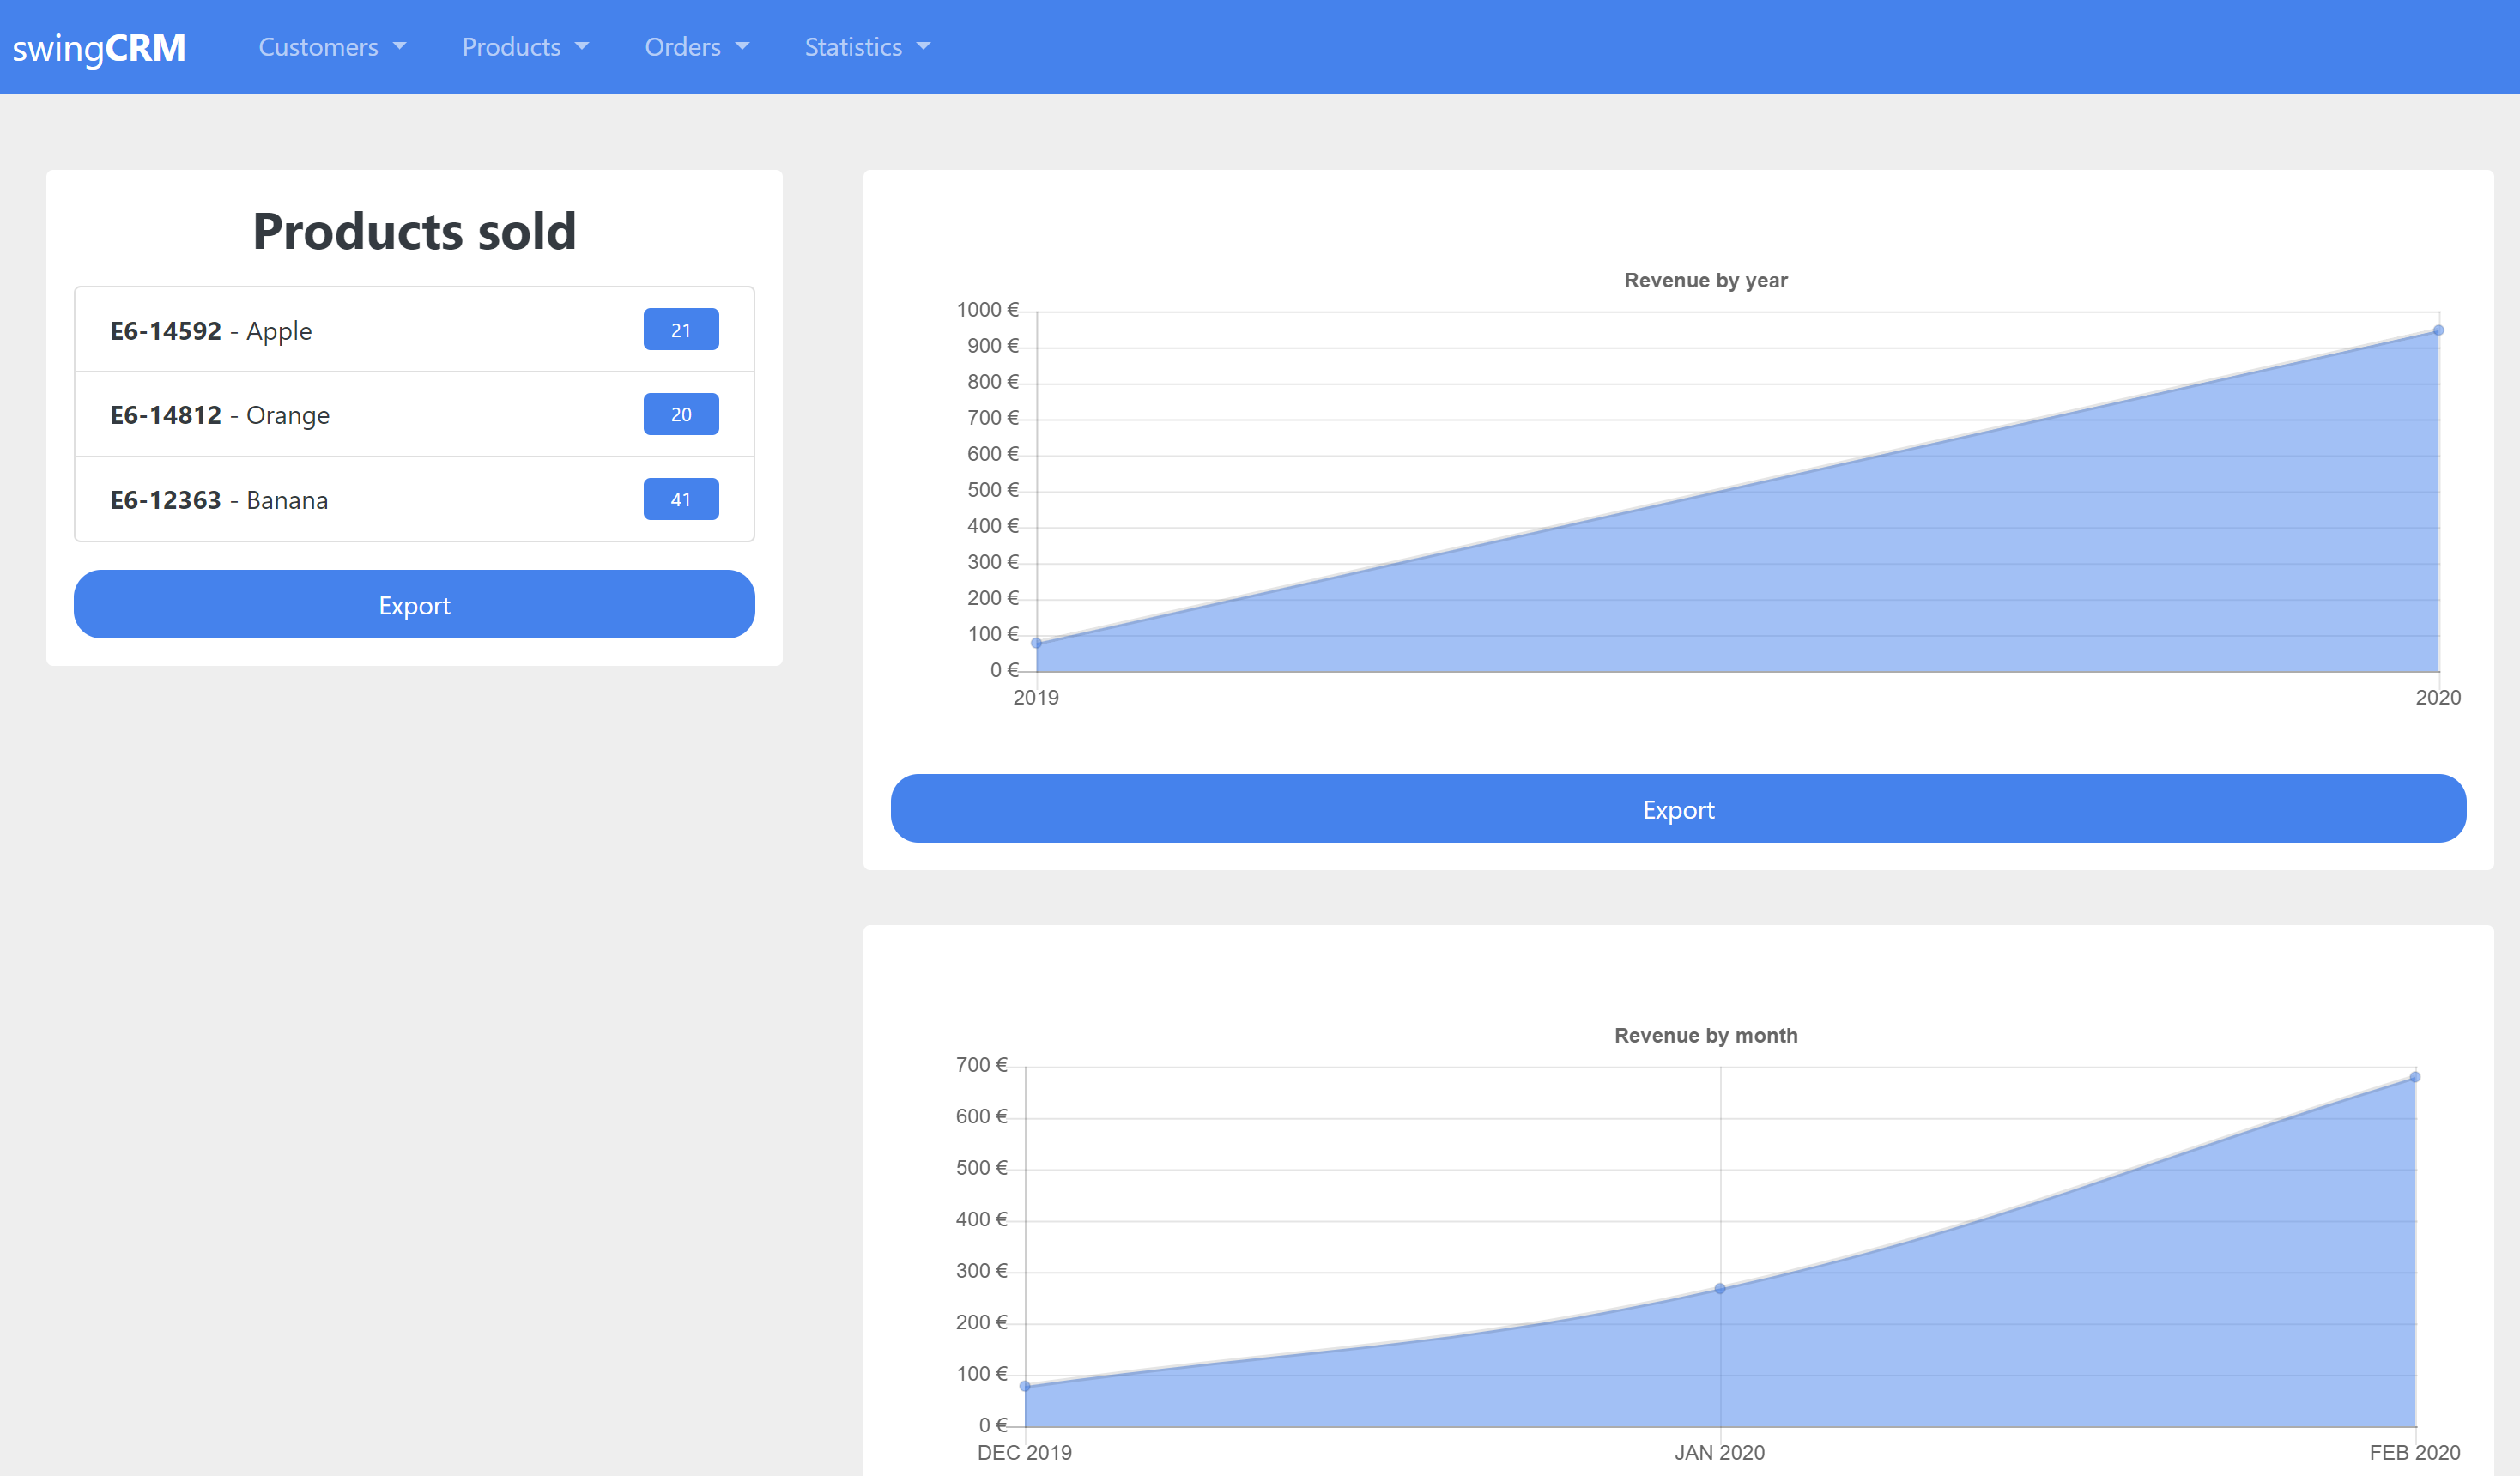 swingCRM Customers Products Orders Statistics
Products sold
E6-14592 - Apple 21
E6-14812 - Orange 20
E6-12363 - Banana 41
Export
Revenue by year
1000 €
900 €
800 €
700 €
600 €
500 €
400 €
300 €
200 €
100 €
0 €
2019 2020
Export
Revenue by month
700 €
600 €
500 €
400 €
300 €
200 €
100 €
0 €
DEC 2019 JAN 2020 FEB 2020